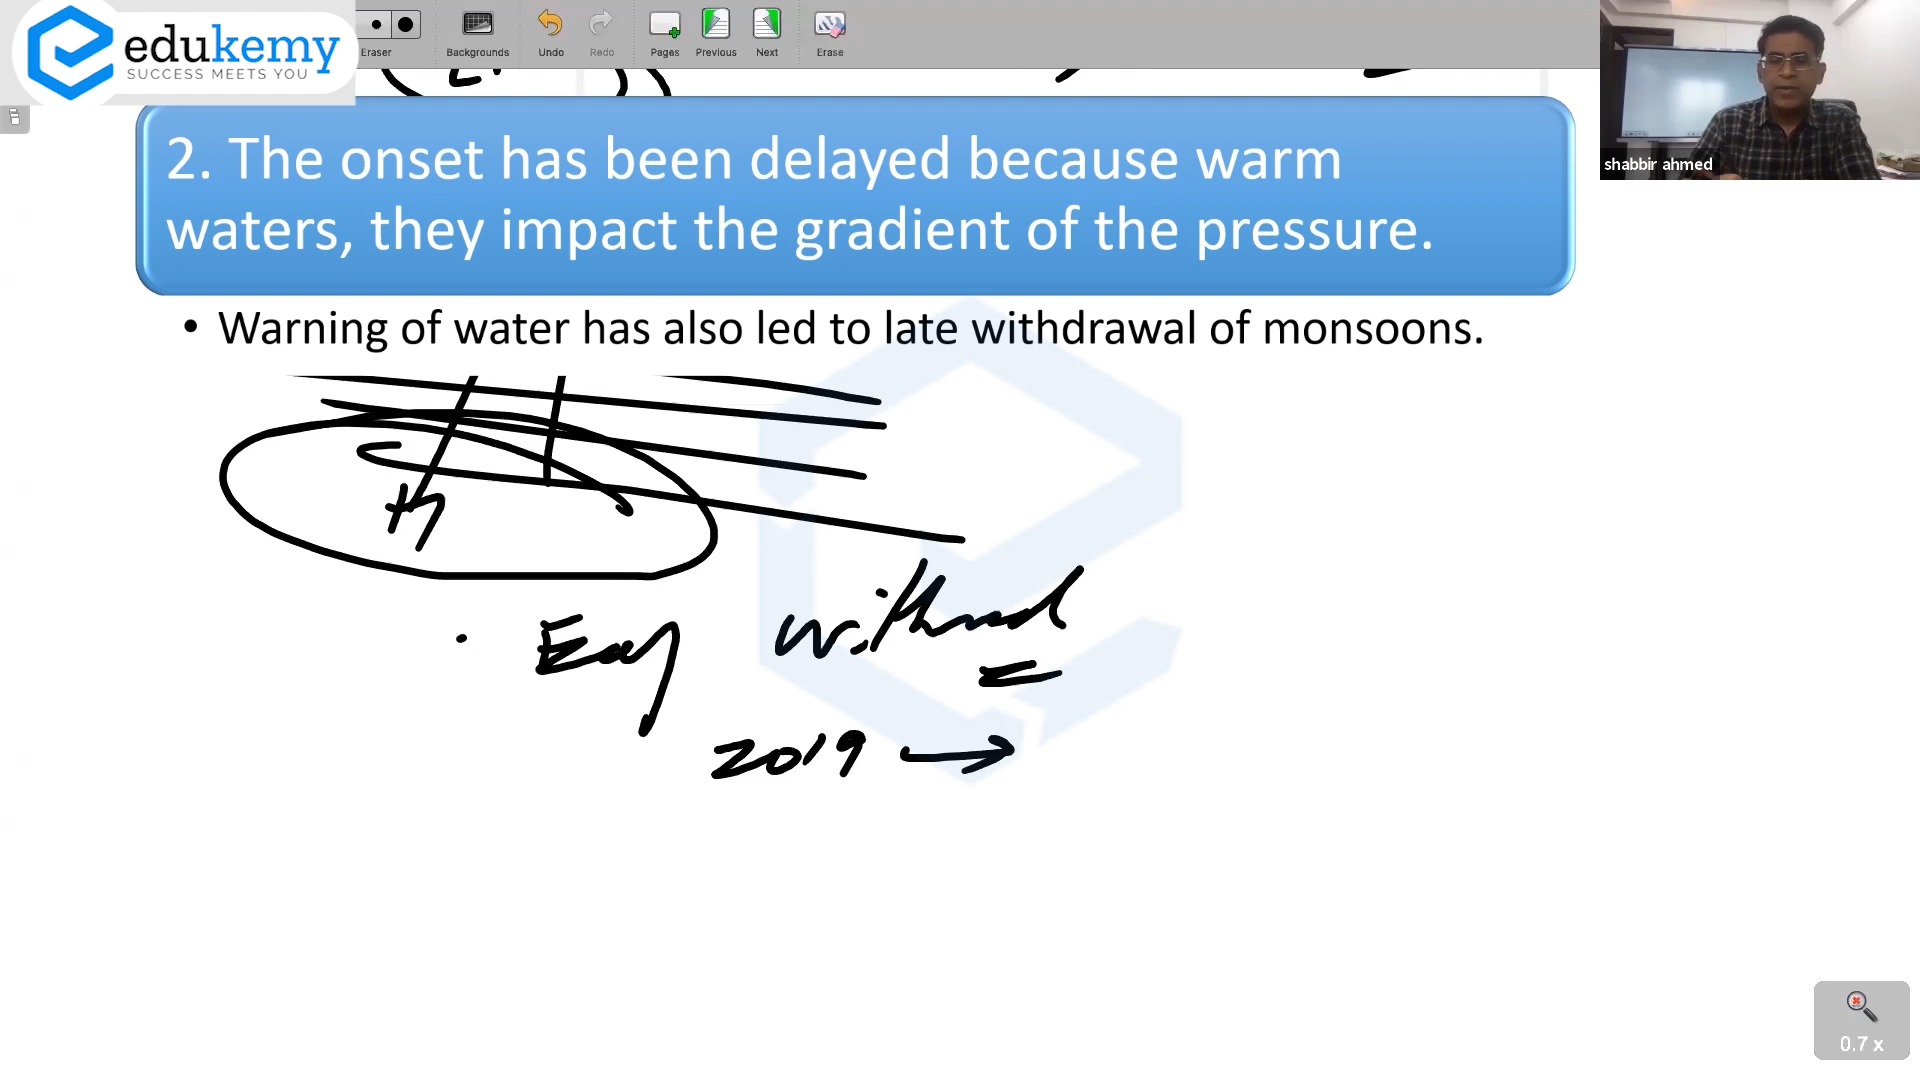 edukemy
SUCCESS MEETS YOU
Eraser
Backgrounds
Undo
Redo
Pages
Previous
Next
Erase
shabbir ahmed
2. The onset has been delayed because warm
waters, they impact the gradient of the pressure.
• Warning of water has also led to late withdrawal of monsoons.
2019 →
0.7 x